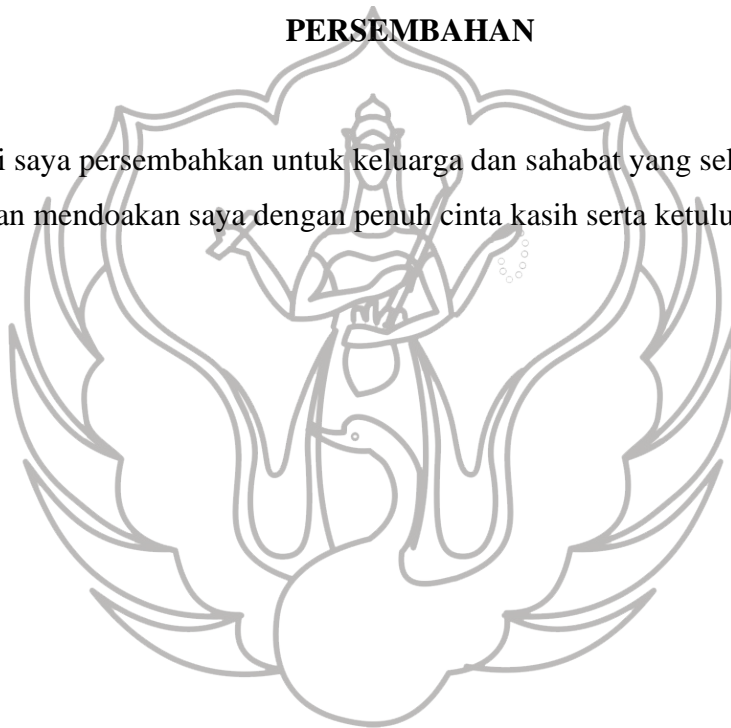 PERSEMBAHAN
i saya persembahkan untuk keluarga dan sahabat yang sel
an mendoakan saya dengan penuh cinta kasih serta ketulu